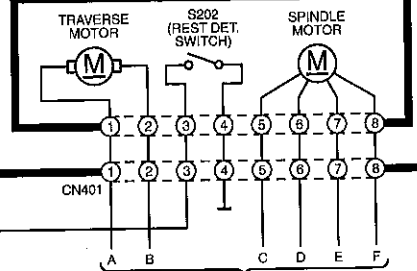 TRAVERSE
MOTOR
S202
(REST DET.
SWITCH)
SPINDLE
MOTOR
M
M
1 2 3 4 5 6 7 8
1 2 3 4 5 6 7 8
CN401
A B C D E F